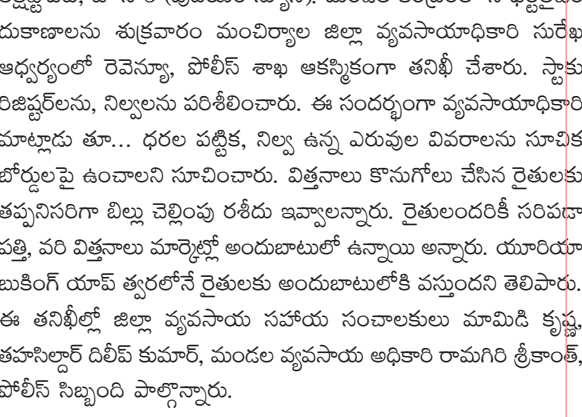 దుకాణాలను శుక్రవారం మంచిర్యాల జిల్లా వ్యవసాయాధికారి సురేఖ
ఆధ్వర్యంలో రెవెన్యూ, పోలీస్ శాఖ ఆకస్మికంగా తనిఖీ చేశారు. స్టాకు
రిజిష్టర్‌లను, నిల్వలను పరిశీలించారు. ఈ సందర్భంగా వ్యవసాయాధికారి
మాట్లాడు తూ... ధరల పట్టిక, నిల్వ ఉన్న ఎరువుల వివరాలను సూచిక
బోర్డులపై ఉంచాలని సూచించారు. విత్తనాలు కొనుగోలు చేసిన రైతులకు
తప్పనిసరిగా బిల్లు చెల్లింపు రశీదు ఇవ్వాలన్నారు. రైతులందరికీ సరిపడా
పత్తి, వరి విత్తనాలు మార్కెట్లో అందుబాటులో ఉన్నాయి అన్నారు. యూరియా
బుకింగ్ యాప్ త్వరలోనే రైతులకు అందుబాటులోకి వస్తుందని తెలిపారు.
ఈ తనిఖీల్లో జిల్లా వ్యవసాయ సహాయ సంచాలకులు మామిడి కృష్ణ,
తహసిల్దార్ దిలీప్ కుమార్, మండల వ్యవసాయ అధికారి రామగిరి శ్రీకాంత్,
పోలీస్ సిబ్బంది పాల్గొన్నారు.